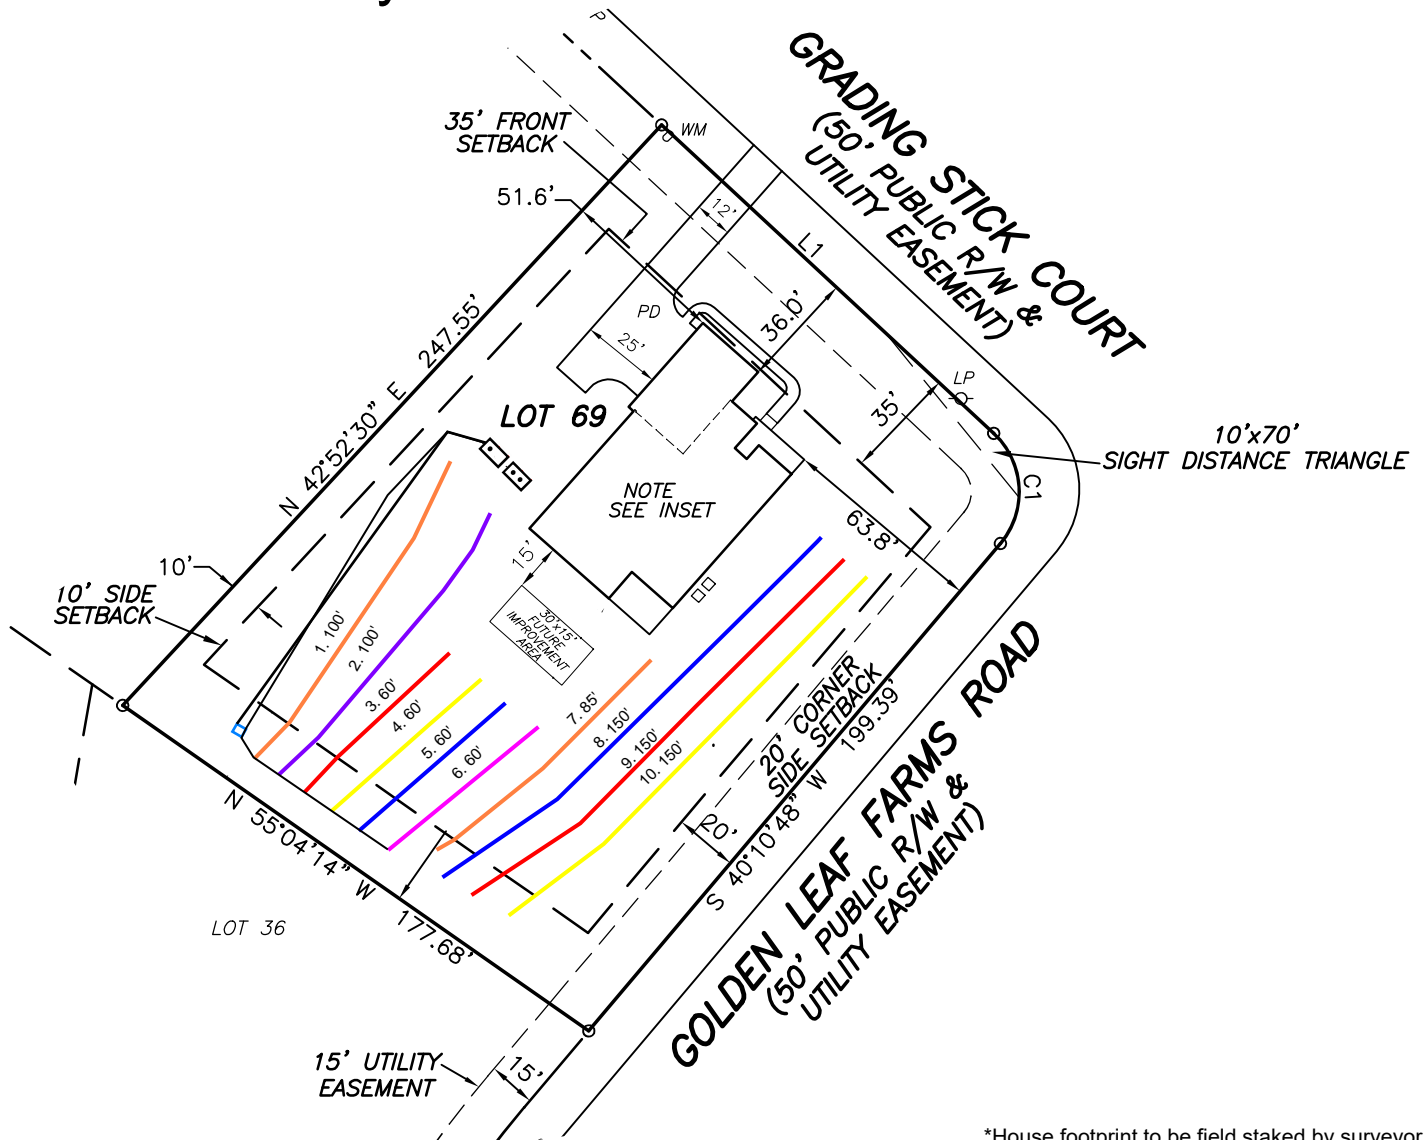 GRADING STICK COURT
(50' PUBLIC R/W &
UTILITY EASEMENT)
P
WM
35' FRONT
SETBACK
51.6'
12'
L1
36.0'
PD
25'
LP
35'
10'x70'
SIGHT DISTANCE TRIANGLE
C1
N 42°52'30" E 247.55'
LOT 69
NOTE
SEE INSET
63.8'
15'
10'
10' SIDE
SETBACK
30'x15'
FUTURE
IMPROVEMENT
AREA
1. 100'
2. 100'
3. 60'
4. 60'
5. 60'
6. 60'
7. 85'
8. 150'
9. 150'
10. 150'
20' CORNER
SIDE SETBACK
20'
S 40°10'48" W 199.39'
GOLDEN LEAF FARMS ROAD
(50' PUBLIC R/W &
UTILITY EASEMENT)
N 55°04'14" W 177.68'
LOT 36
15' UTILITY
EASEMENT
15'
*House footprint to be field staked by surveyor